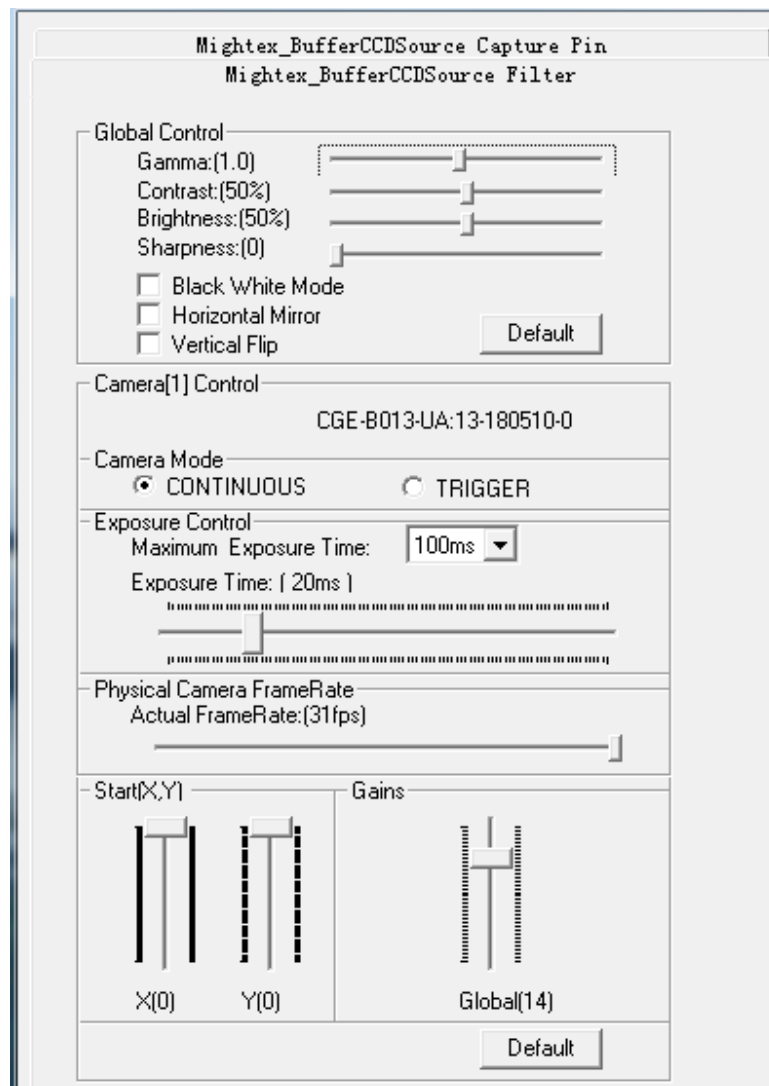 Mightex_BufferCCDSource Capture Pin
Mightex_BufferCCDSource Filter
Global Control
Gamma:(1.0)
Contrast:(50%)
Brightness:(50%)
Sharpness:(0)
Black White Mode
Horizontal Mirror
Vertical Flip
Default
Camera[1] Control
CGE-B013-UA:13-180510-0
Camera Mode
CONTINUOUS TRIGGER
Exposure Control
Maximum Exposure Time: 100ms
Exposure Time: ( 20ms )
Physical Camera FrameRate
Actual FrameRate:(31fps)
Start(X,Y) Gains
X(0) Y(0) Global(14)
Default